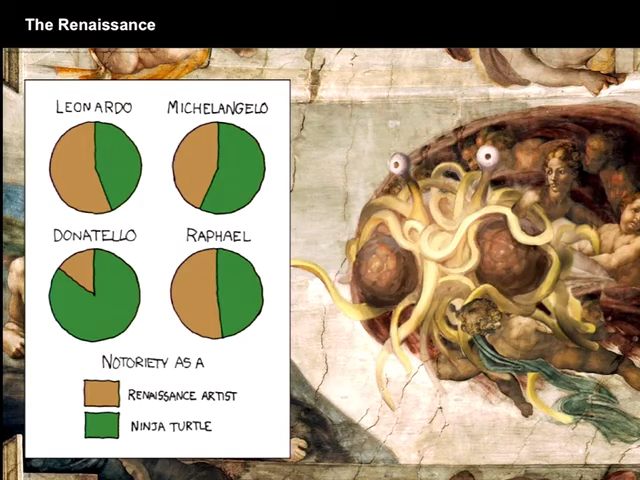 The Renaissance
LEONARDO
MICHELANGELO
DONATELLO
RAPHAEL
NOTORIETY AS A
RENAISSANCE ARTIST
NINJA TURTLE